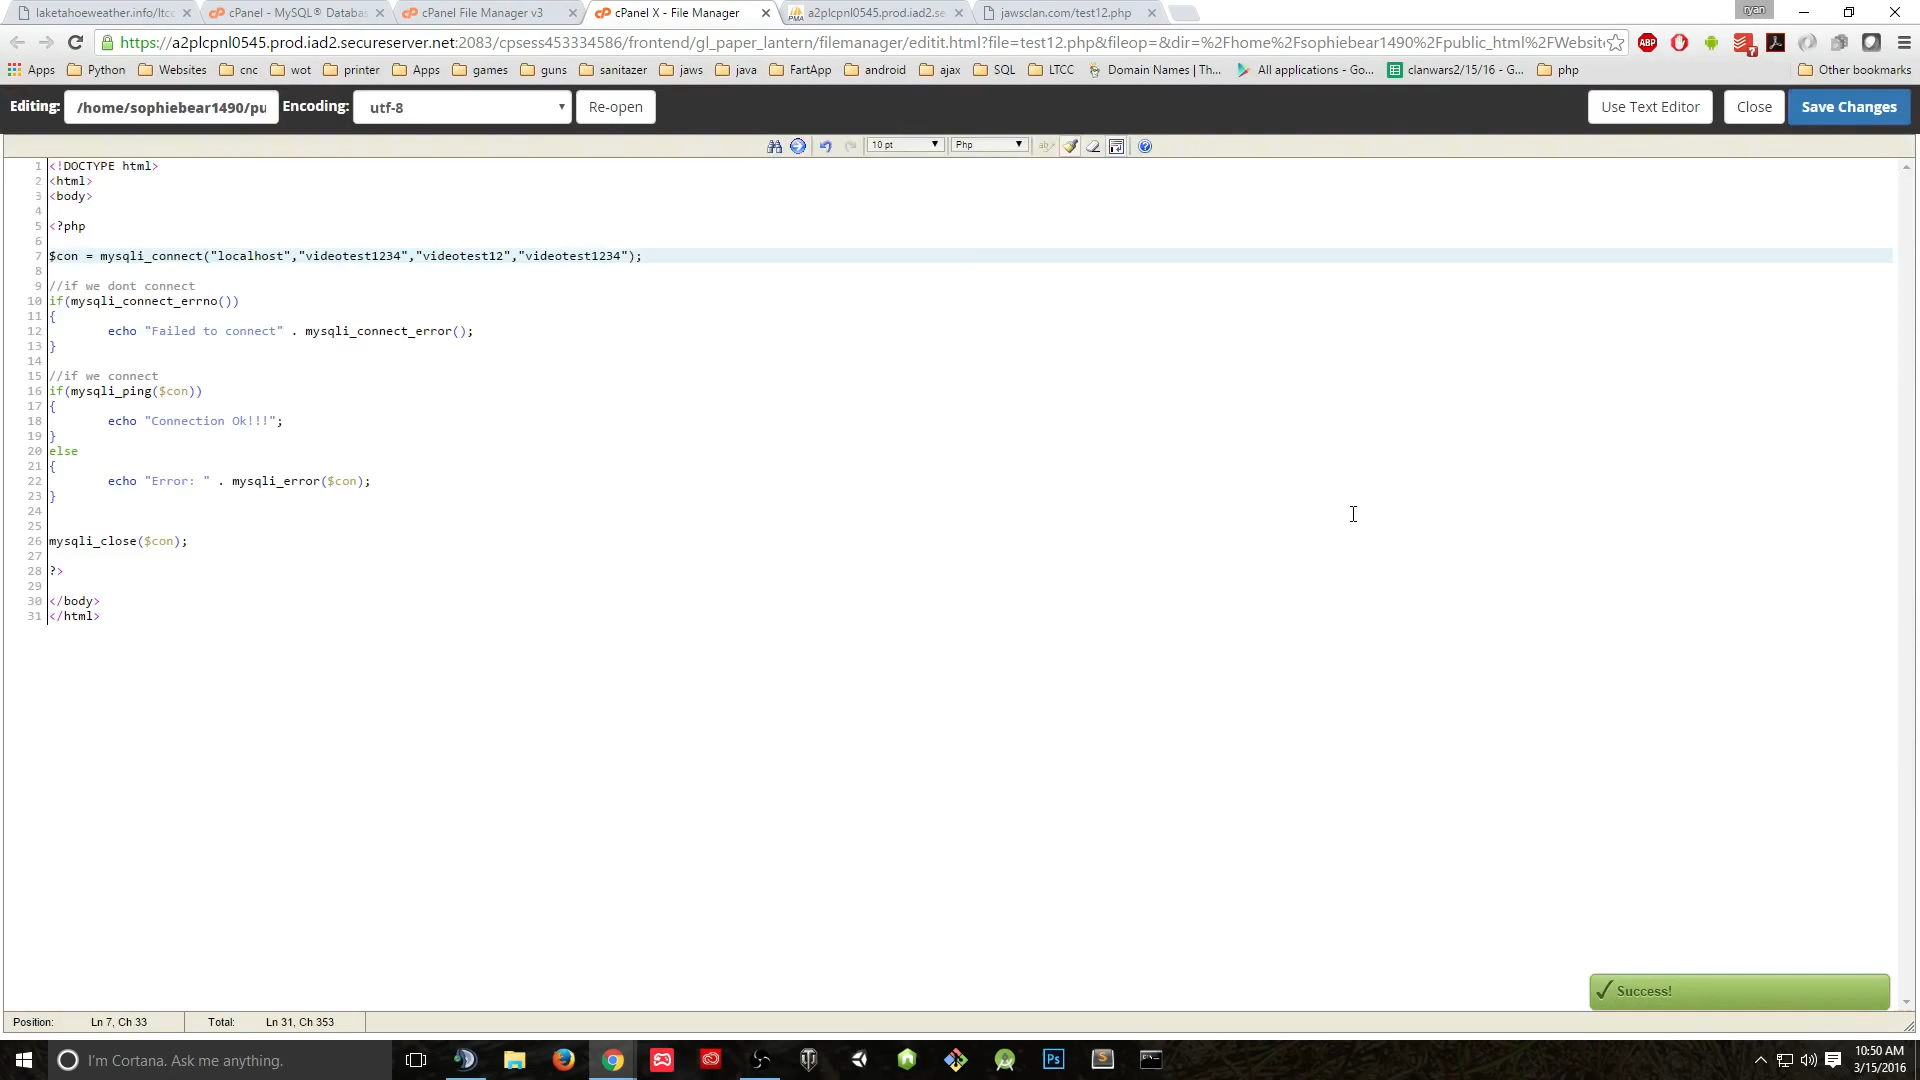 laketahoeweather.info/ltcc
cPanel - MySQL® Databas
cPanel File Manager v3
cPanel X - File Manager
a2plcpnl0545.prod.iad2.se
jawsclan.com/test12.php
ryan
https://a2plcpnl0545.prod.iad2.secureserver.net:2083/cpsess453334586/frontend/gl_paper_lantern/filemanager/editit.html?file=test12.php&fileop=&dir=%2Fhome%2Fsophiebear1490%2Fpublic_html%2FWebsite
ABP
7
Apps Python Websites cnc wot printer Apps games guns sanitazer jaws java FartApp android ajax SQL LTCC Domain Names | Th... All applications - Go... clanwars2/15/16 - G... php Other bookmarks
Editing: /home/sophiebear1490/pu Encoding: utf-8 Re-open Use Text Editor Close Save Changes
10 pt Php
1 <!DOCTYPE html>
2 <html>
3 <body>
4
5 <?php
6
7 $con = mysqli_connect("localhost","videotest1234","videotest12","videotest1234");
8
9 //if we dont connect
10 if(mysqli_connect_errno())
11 {
12 echo "Failed to connect" . mysqli_connect_error();
13 }
14
15 //if we connect
16 if(mysqli_ping($con))
17 {
18 echo "Connection Ok!!!";
19 }
20 else
21 {
22 echo "Error: " . mysqli_error($con);
23 }
24
25
26 mysqli_close($con);
27
28 ?>
29
30 </body>
31 </html>
Success!
Position: Ln 7, Ch 33 Total: Ln 31, Ch 353
I'm Cortana. Ask me anything.
Ps
10:50 AM
3/15/2016